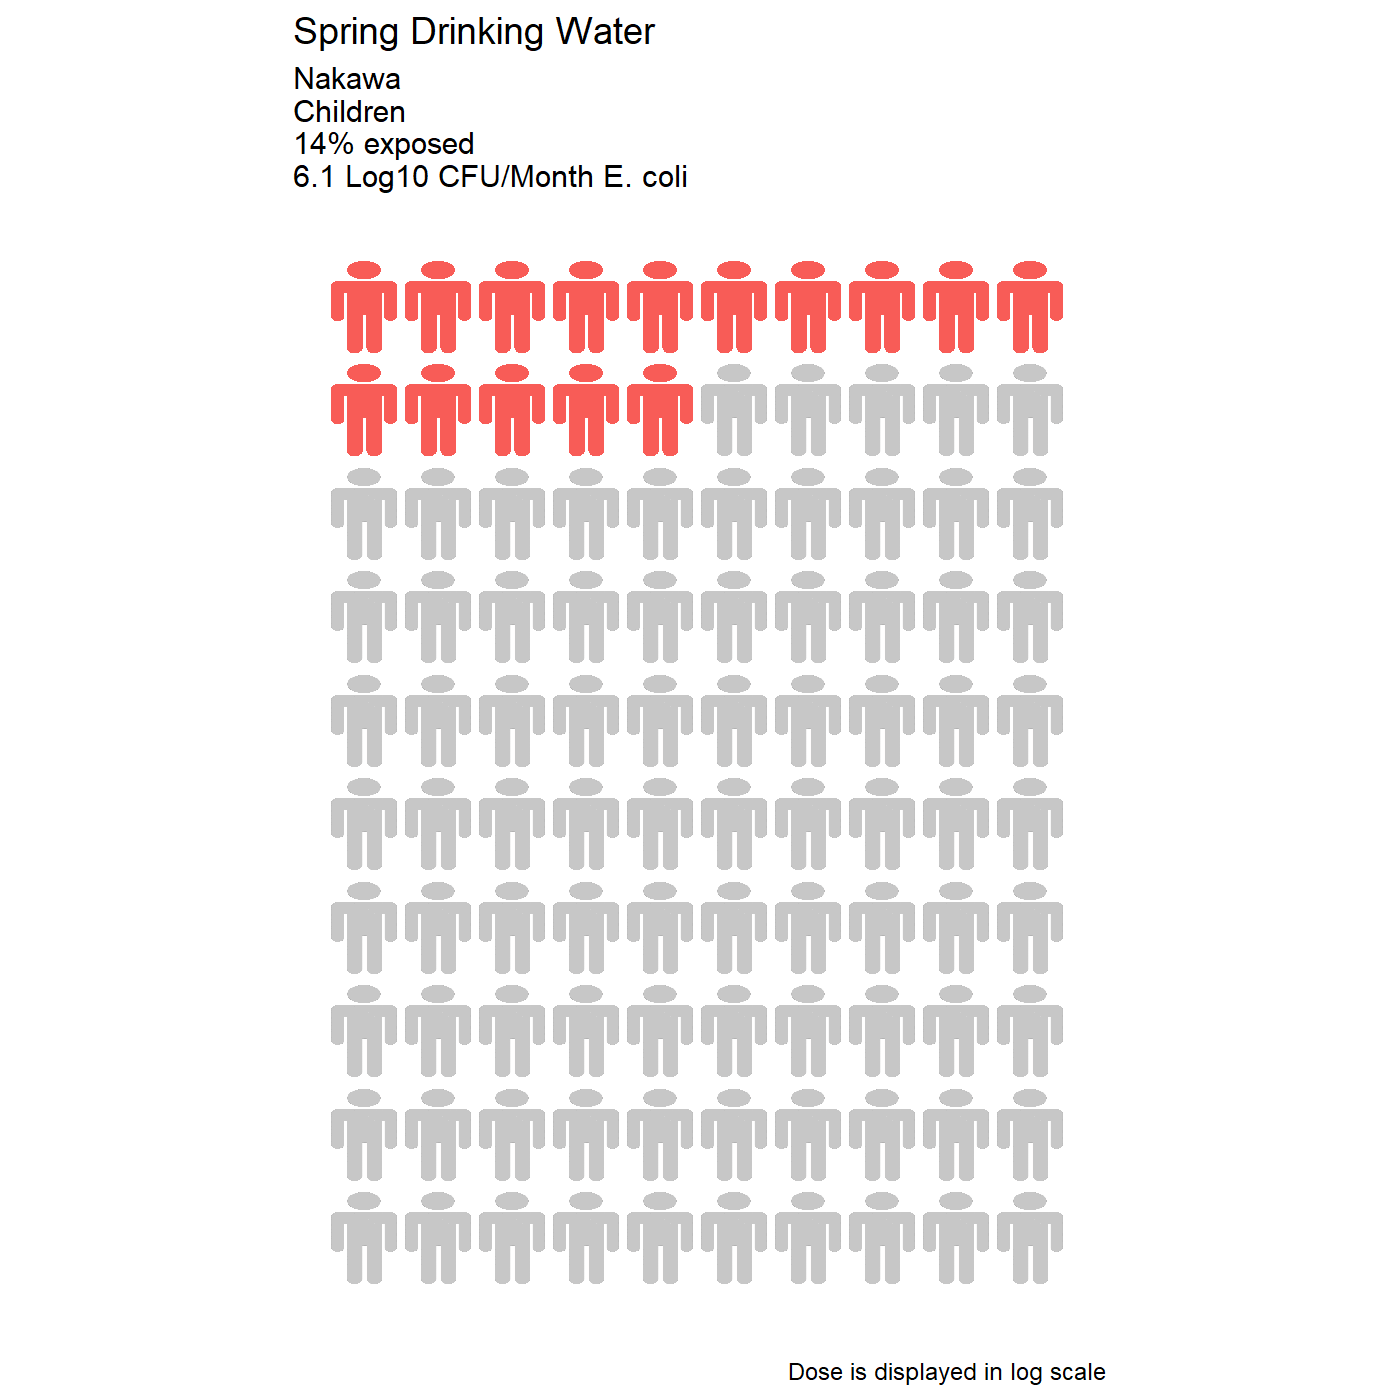 Spring Drinking Water
Nakawa
Children
14% exposed
6.1 Log10 CFU/Month E. coli
Dose is displayed in log scale